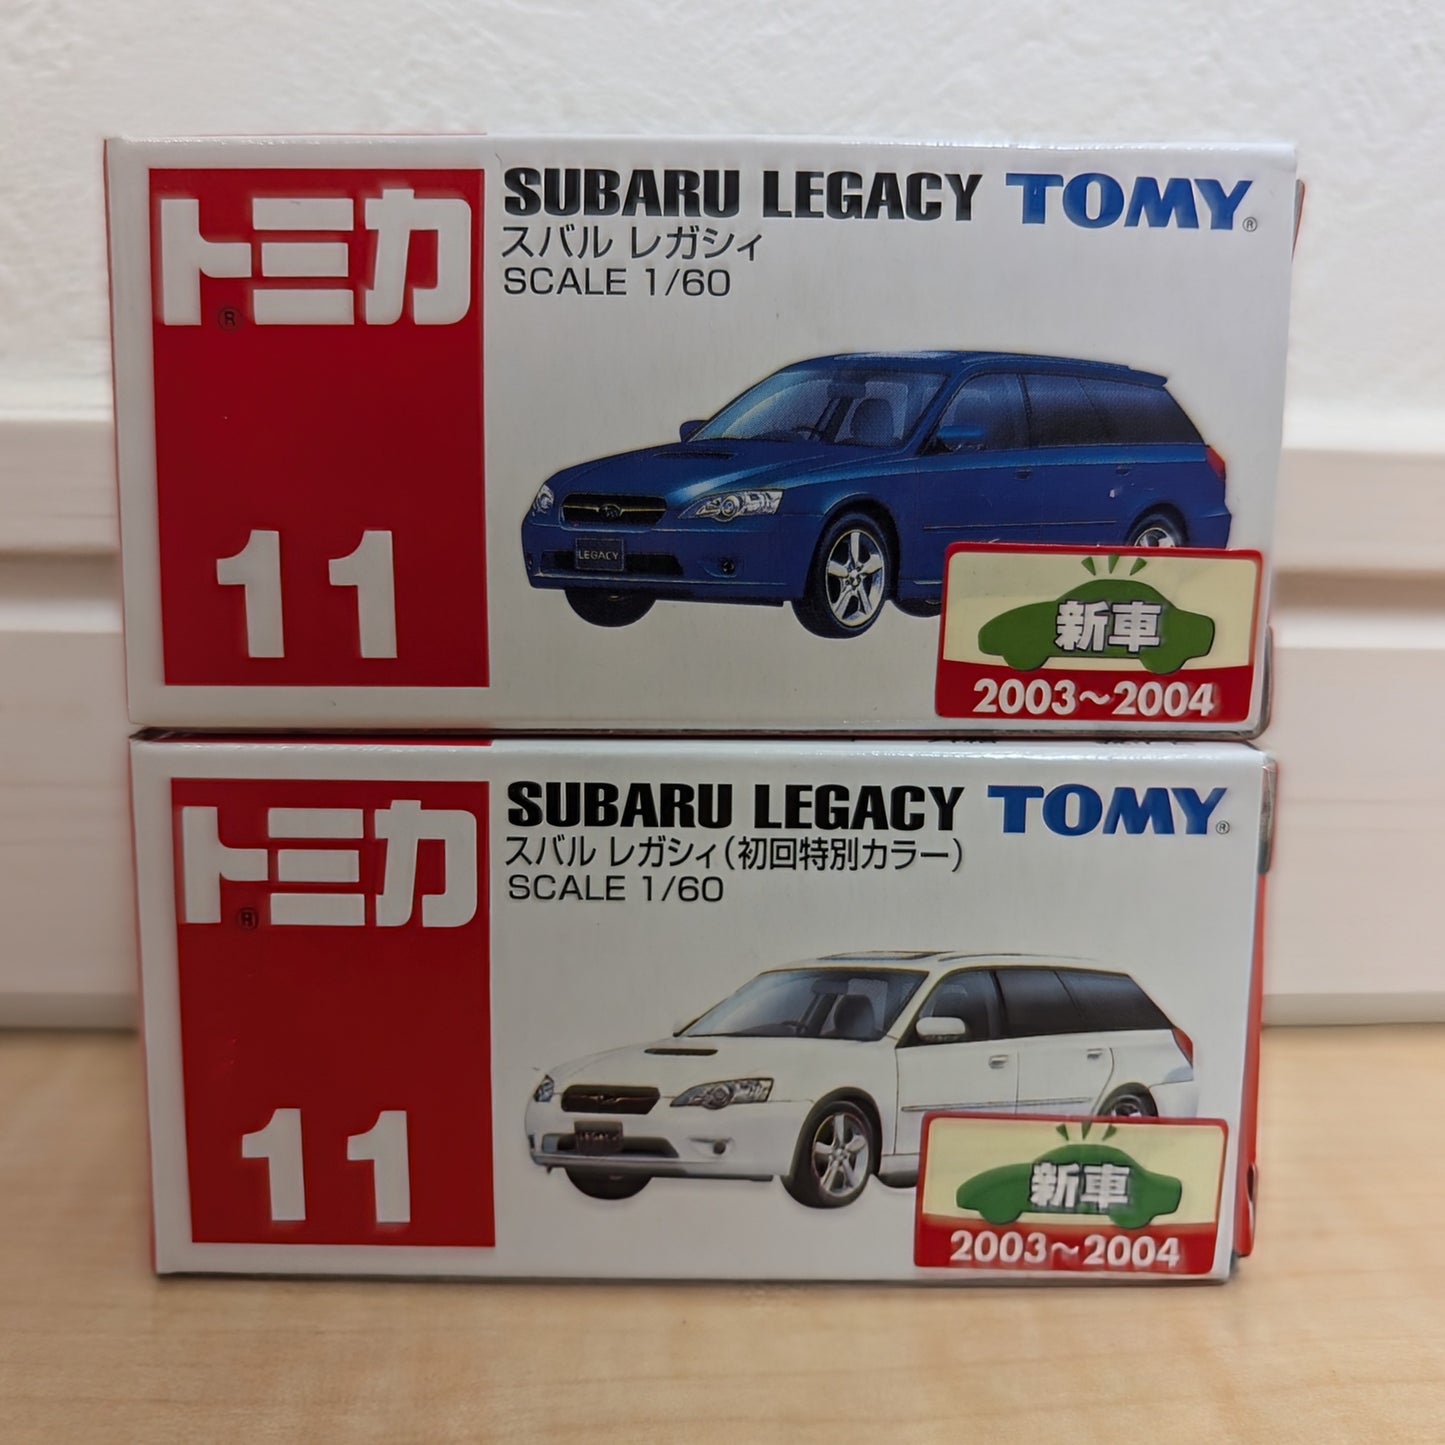 トミカ®
11
SUBARU LEGACY TOMY®
スバル レガシィ
SCALE 1/60
LEGACY
新車
2003〜2004
トミカ®
11
SUBARU LEGACY TOMY®
スバル レガシィ(初回特別カラー)
SCALE 1/60
LEGACY
新車
2003〜2004